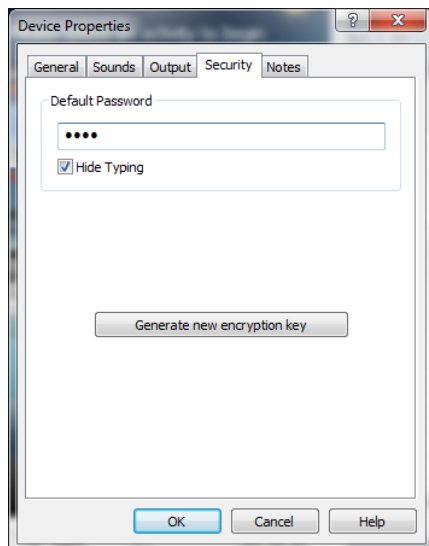 Device Properties
General Sounds Output Security Notes
Default Password
••••
Hide Typing
Generate new encryption key
OK Cancel Help